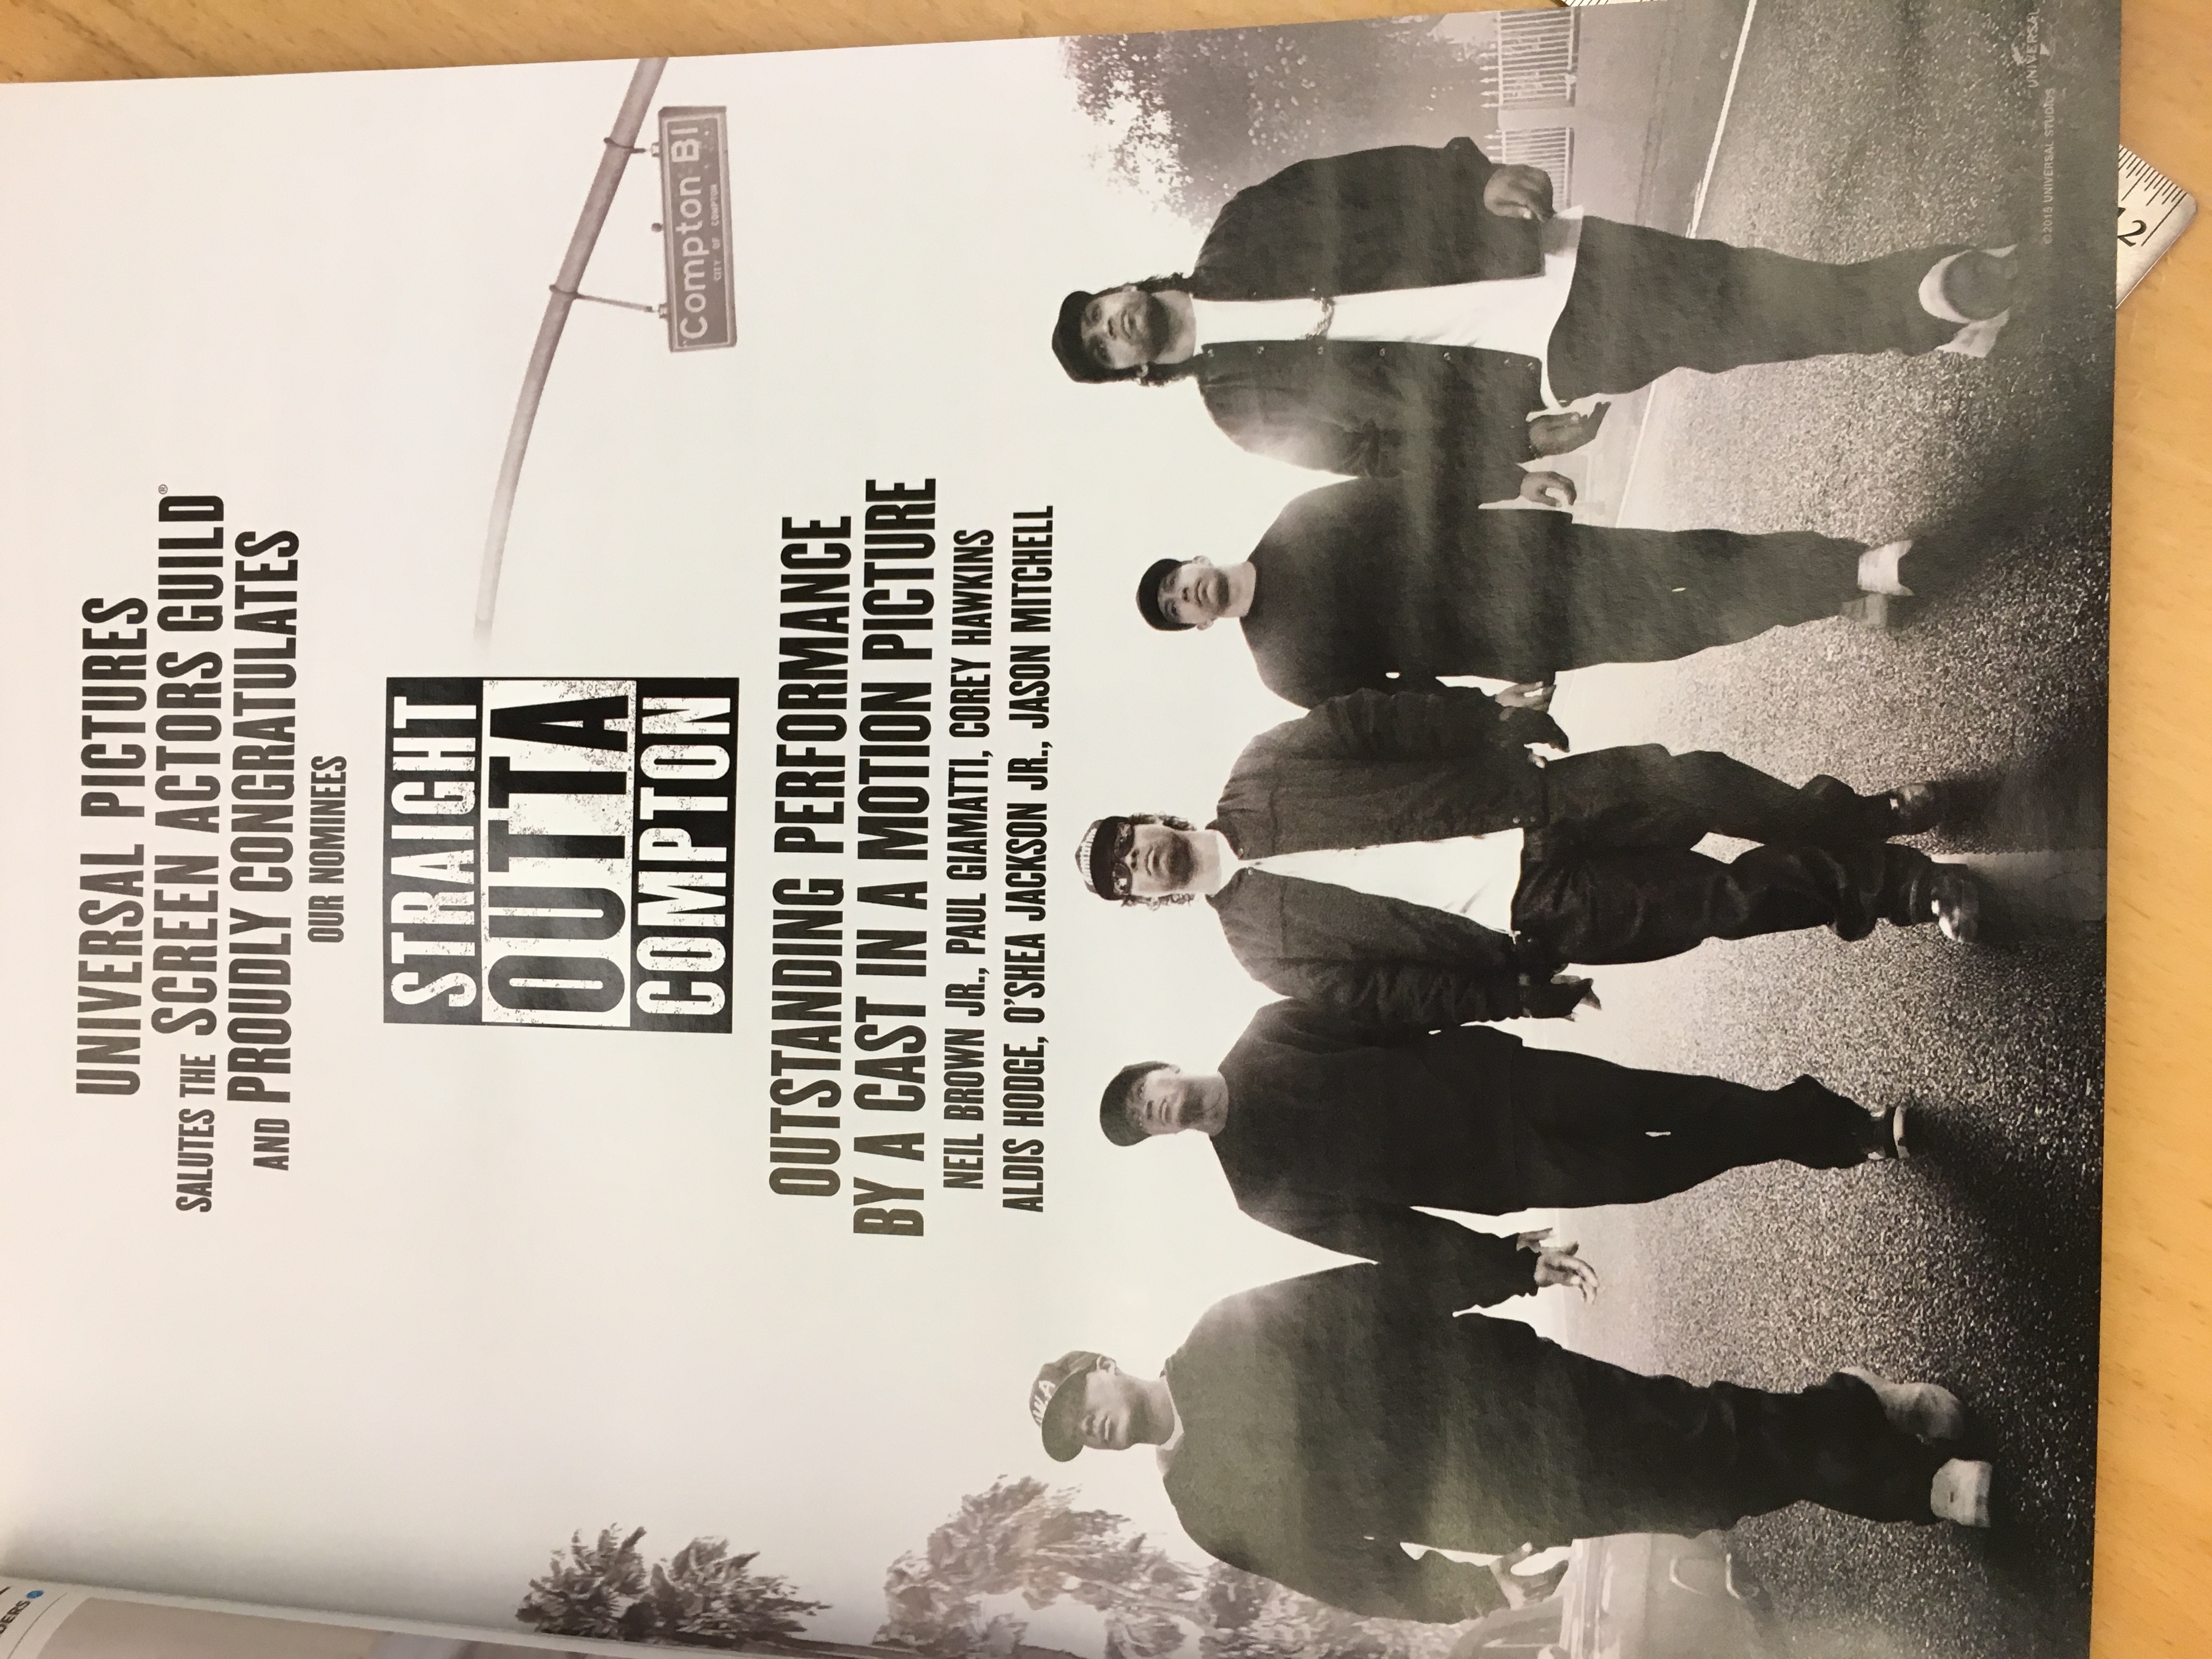 DERS
UNIVERSAL PICTURES
SALUTES THE SCREEN ACTORS GUILD®
AND PROUDLY CONGRATULATES
OUR NOMINEES
STRAIGHT
OUTTA
COMPTON
Compton Bl
CITY OF COMPTON
OUTSTANDING PERFORMANCE
BY A CAST IN A MOTION PICTURE
NEIL BROWN JR., PAUL GIAMATTI, COREY HAWKINS
ALDIS HODGE, O'SHEA JACKSON JR., JASON MITCHELL
UNIVERSAL
©2015 UNIVERSAL STUDIOS
2